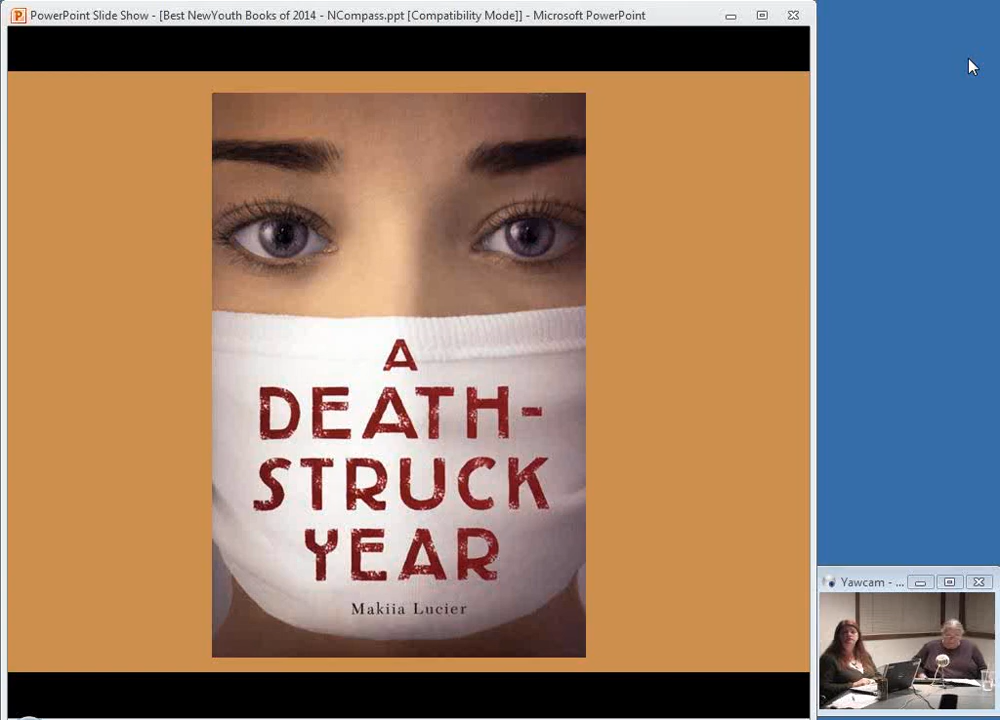 PowerPoint Slide Show - [Best NewYouth Books of 2014 - NCompass.ppt [Compatibility Mode]] - Microsoft PowerPoint
A
DEATH-
STRUCK
YEAR
Makiia Lucier
Yawcam - ...